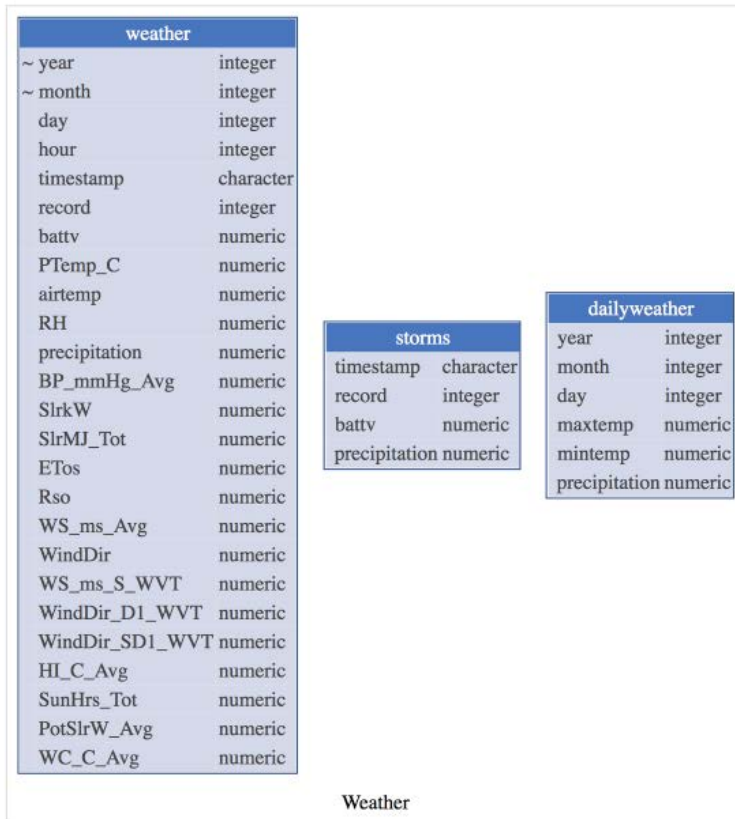 weather
~ year integer
~ month integer
day integer
hour integer
timestamp character
record integer
battv numeric
PTemp_C numeric
airtemp numeric
RH numeric
precipitation numeric
BP_mmHg_Avg numeric
SlrkW numeric
SlrMJ_Tot numeric
ETos numeric
Rso numeric
WS_ms_Avg numeric
WindDir numeric
WS_ms_S_WVT numeric
WindDir_D1_WVT numeric
WindDir_SD1_WVT numeric
HI_C_Avg numeric
SunHrs_Tot numeric
PotSlrW_Avg numeric
WC_C_Avg numeric
storms
timestamp character
record integer
battv numeric
precipitation numeric
dailyweather
year integer
month integer
day integer
maxtemp numeric
mintemp numeric
precipitation numeric
Weather